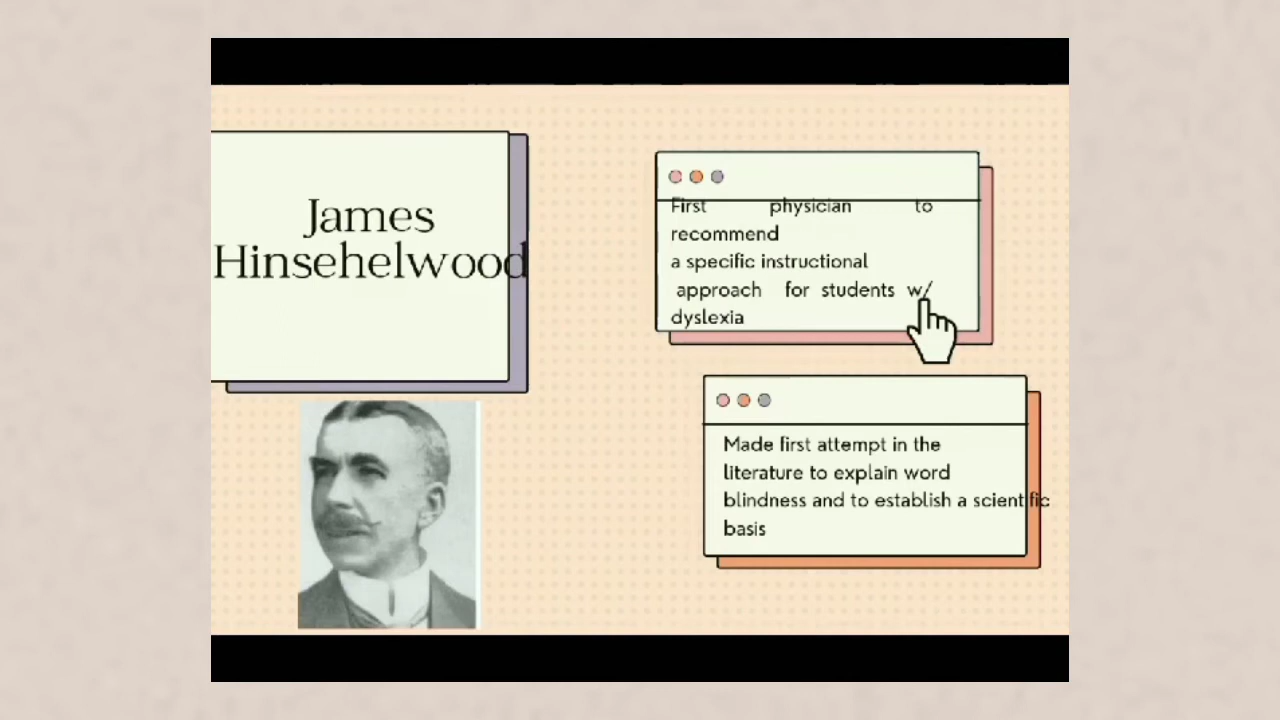 James
Hinsehelwood
First physician to
recommend
a specific instructional
approach for students w/
dyslexia
Made first attempt in the
literature to explain word
blindness and to establish a scientific
basis